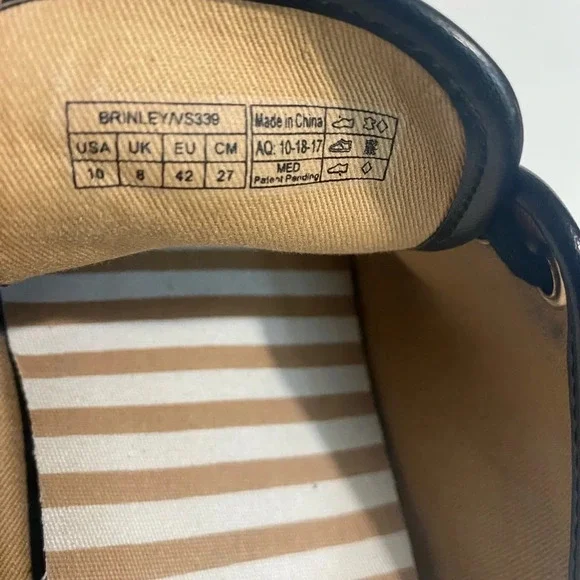 BRINLEY/VS339
USA UK EU CM
10 8 42 27
Made in China
AQ: 10-18-17
MED
Patent Pending